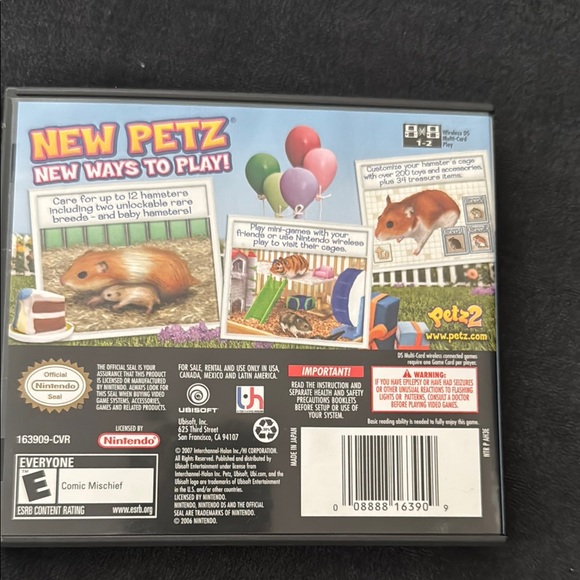 NEW PETZ®
NEW WAYS TO PLAY!
1-2
Wireless DS
Multi-Card
Play
Care for up to 12 hamsters
including two unlockable rare
breeds - and baby hamsters!
Play mini-games with your
friends or use Nintendo wireless
play to visit their cages.
Customize your hamster's cage
with over 200 toys and accessories,
plus 34 treasure items.
Petz2
www.petz.com
DS Multi-Card wireless connected games
require one Game Card per player.
Official
Nintendo
Seal
THE OFFICIAL SEAL IS YOUR
ASSURANCE THAT THIS PRODUCT
IS LICENSED OR MANUFACTURED
BY NINTENDO. ALWAYS LOOK FOR
THIS SEAL WHEN BUYING VIDEO
GAME SYSTEMS, ACCESSORIES,
GAMES AND RELATED PRODUCTS.
163909-CVR
LICENSED BY
Nintendo®
EVERYONE
E
Comic Mischief
ESRB CONTENT RATING
www.esrb.org
FOR SALE, RENTAL AND USE ONLY IN USA,
CANADA, MEXICO AND LATIN AMERICA.
UBISOFT
Ubisoft, Inc.
625 Third Street
San Francisco, CA 94107
© 2007 Interchannel-Holon Inc./HI CORPORATION.
All Rights Reserved. Published and distributed by
Ubisoft Entertainment under license from
Interchannel-Holon Inc. Petz, Ubisoft, Ubi.com, and the
Ubisoft logo are trademarks of Ubisoft Entertainment
in the U.S. and/or other countries.
LICENSED BY NINTENDO.
NINTENDO, NINTENDO DS AND THE OFFICIAL
SEAL ARE TRADEMARKS OF NINTENDO.
© 2006 NINTENDO.
IMPORTANT!
READ THE INSTRUCTION AND
SEPARATE HEALTH AND SAFETY
PRECAUTIONS BOOKLETS
BEFORE SETUP OR USE OF
YOUR SYSTEM.
WARNING:
IF YOU HAVE EPILEPSY OR HAVE HAD SEIZURES
OR OTHER UNUSUAL REACTIONS TO FLASHING
LIGHTS OR PATTERNS, CONSULT A DOCTOR
BEFORE PLAYING VIDEO GAMES.
Basic reading ability is needed to fully enjoy this game.
MADE IN JAPAN
NTR P AH3E
0 08888 16390 9